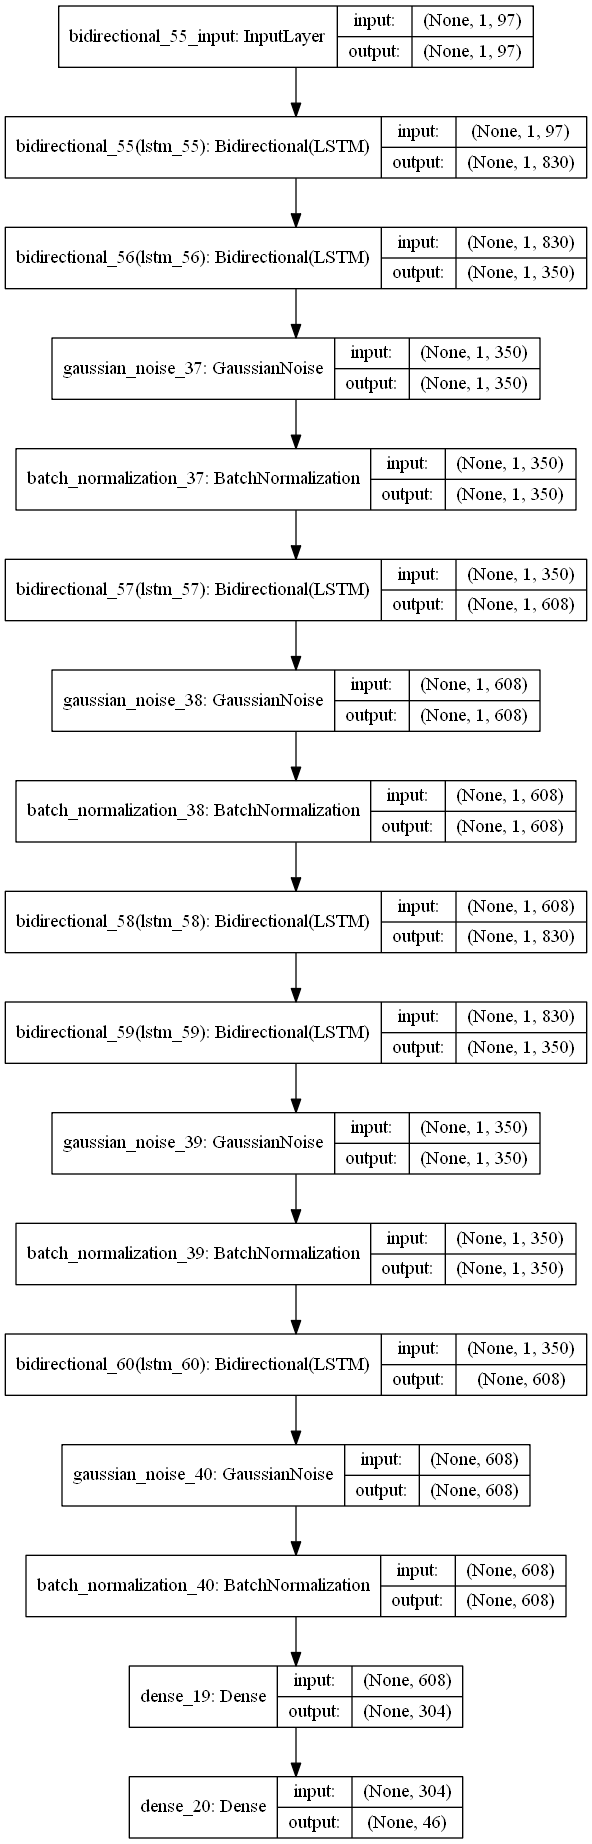 bidirectional_55_input: InputLayer
input: (None, 1, 97)
output: (None, 1, 97)
bidirectional_55(lstm_55): Bidirectional(LSTM)
input: (None, 1, 97)
output: (None, 1, 830)
bidirectional_56(lstm_56): Bidirectional(LSTM)
input: (None, 1, 830)
output: (None, 1, 350)
gaussian_noise_37: GaussianNoise
input: (None, 1, 350)
output: (None, 1, 350)
batch_normalization_37: BatchNormalization
input: (None, 1, 350)
output: (None, 1, 350)
bidirectional_57(lstm_57): Bidirectional(LSTM)
input: (None, 1, 350)
output: (None, 1, 608)
gaussian_noise_38: GaussianNoise
input: (None, 1, 608)
output: (None, 1, 608)
batch_normalization_38: BatchNormalization
input: (None, 1, 608)
output: (None, 1, 608)
bidirectional_58(lstm_58): Bidirectional(LSTM)
input: (None, 1, 608)
output: (None, 1, 830)
bidirectional_59(lstm_59): Bidirectional(LSTM)
input: (None, 1, 830)
output: (None, 1, 350)
gaussian_noise_39: GaussianNoise
input: (None, 1, 350)
output: (None, 1, 350)
batch_normalization_39: BatchNormalization
input: (None, 1, 350)
output: (None, 1, 350)
bidirectional_60(lstm_60): Bidirectional(LSTM)
input: (None, 1, 350)
output: (None, 608)
gaussian_noise_40: GaussianNoise
input: (None, 608)
output: (None, 608)
batch_normalization_40: BatchNormalization
input: (None, 608)
output: (None, 608)
dense_19: Dense
input: (None, 608)
output: (None, 304)
dense_20: Dense
input: (None, 304)
output: (None, 46)